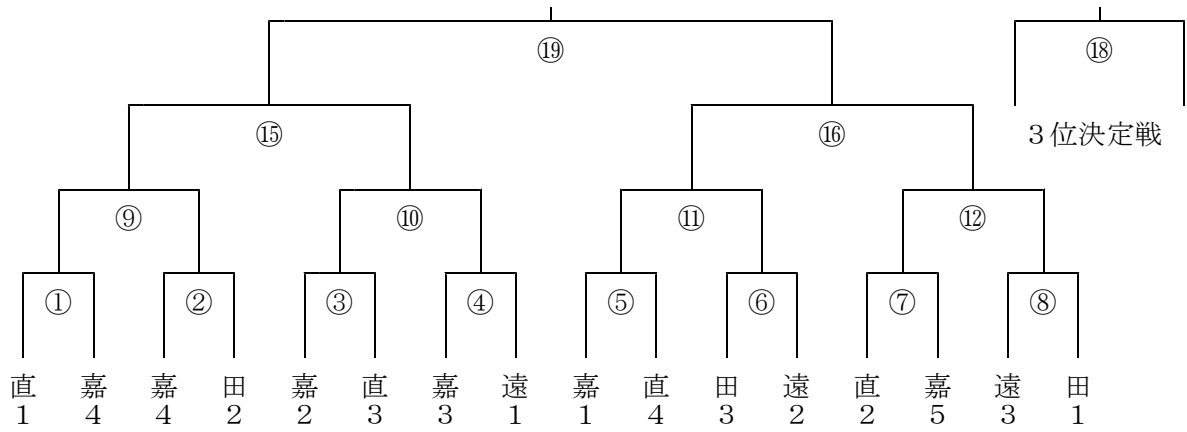 ⑲ ⑱
⑮ ⑯ 3位決定戦
⑨ ⑩ ⑪ ⑫
① ② ③ ④ ⑤ ⑥ ⑦ ⑧
直 嘉 嘉 田 嘉 直 嘉 遠 嘉 直 田 遠 直 嘉 遠 田
1 4 4 2 2 3 3 1 1 4 3 2 2 5 3 1